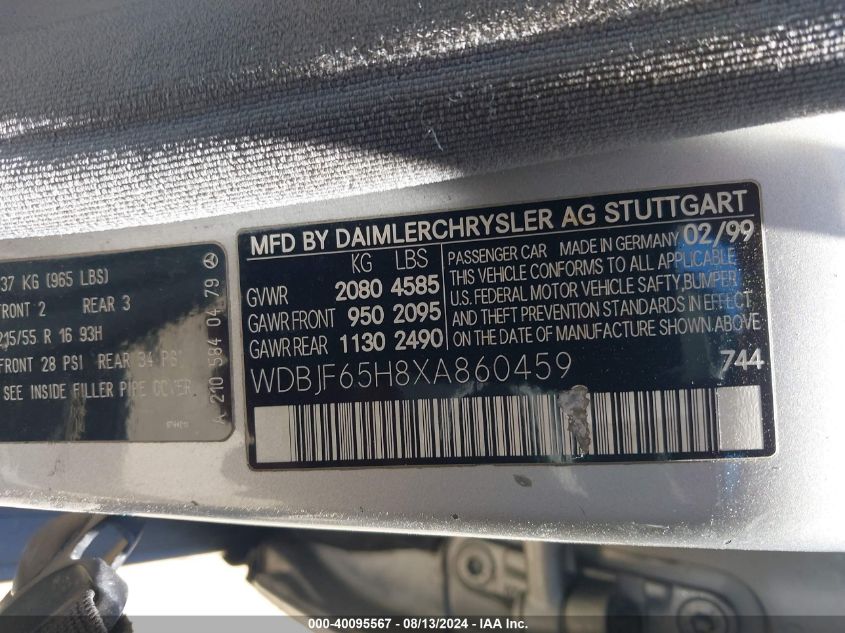 MFD BY DAIMLERCHRYSLER AG STUTTGART
KG LBS
GVWR 2080 4585
GAWR FRONT 950 2095
GAWR REAR 1130 2490
PASSENGER CAR MADE IN GERMANY 02/99
THIS VEHICLE CONFORMS TO ALL APPLICABLE
U.S. FEDERAL MOTOR VEHICLE SAFTY, BUMPER
AND THEFT PREVENTION STANDARDS IN EFFECT
ON THE DATE OF MANUFACTURE SHOWN ABOVE
WDBJF65H8XA860459
744
37 KG (965 LBS)
FRONT 2 REAR 3
215/55 R 16 93H
FRONT 28 PSI REAR 34 PSI
SEE INSIDE FILLER PIPE COVER
A 210 584 04 79
000-40095567 / 08/13/2024 - IAA Inc.